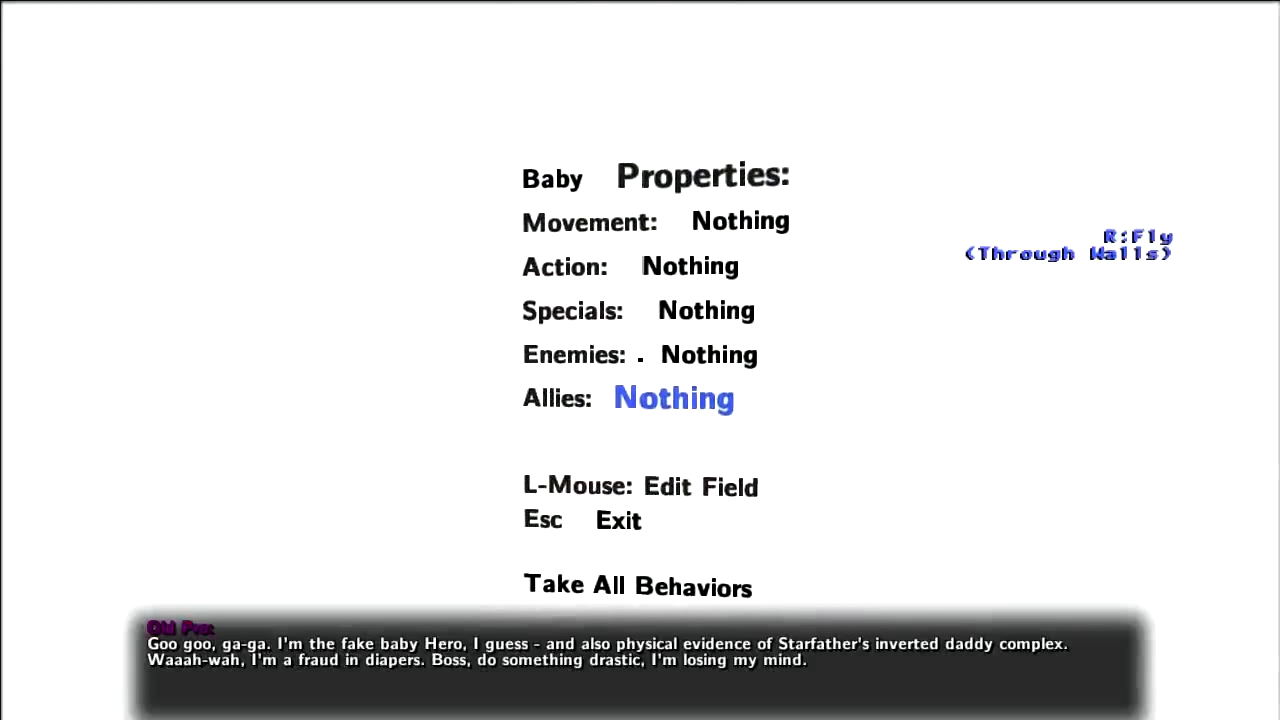 Baby Properties:
Movement: Nothing
R:Fly
Action: Nothing
(Through Walls)
Specials: Nothing
Enemies: . Nothing
Allies: Nothing
L-Mouse: Edit Field
Esc Exit
Take All Behaviors
Old Pro:
Goo goo, ga-ga. I'm the fake baby Hero, I guess - and also physical evidence of Starfather's inverted daddy complex.
Waaah-wah, I'm a fraud in diapers. Boss, do something drastic, I'm losing my mind.